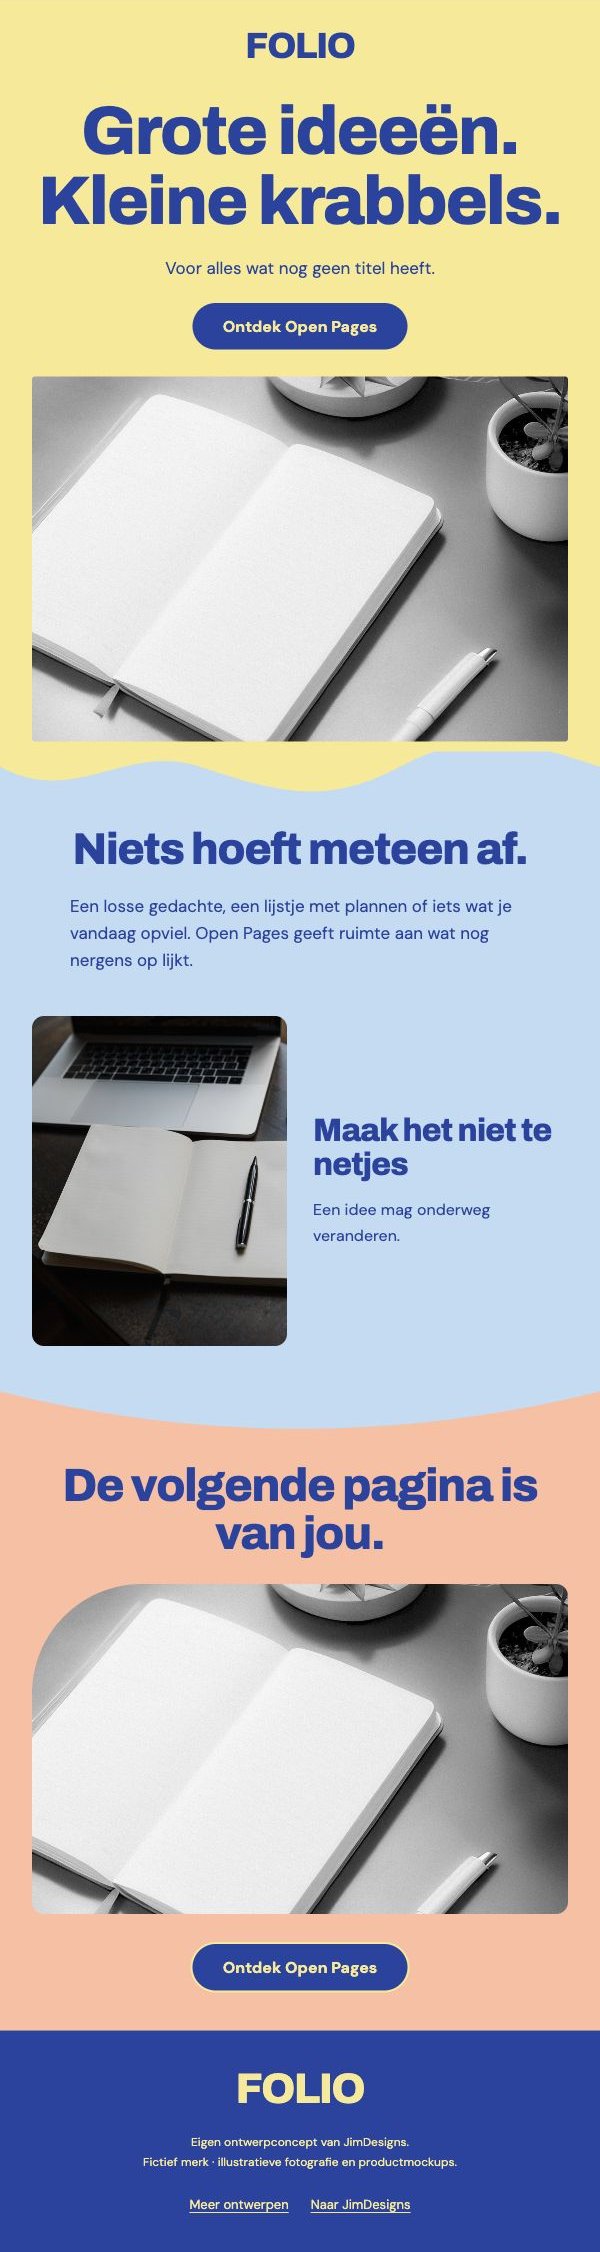 FOLIO
Grote ideeën.
Kleine krabbels.
Voor alles wat nog geen titel heeft.
Ontdek Open Pages
Niets hoeft meteen af.
Een losse gedachte, een lijstje met plannen of iets wat je
vandaag opviel. Open Pages geeft ruimte aan wat nog
nergens op lijkt.
Maak het niet te
netjes
Een idee mag onderweg
veranderen.
De volgende pagina is
van jou.
Ontdek Open Pages
FOLIO
Eigen ontwerpconcept van JimDesigns.
Fictief merk · illustratieve fotografie en productmockups.
Meer ontwerpen Naar JimDesigns